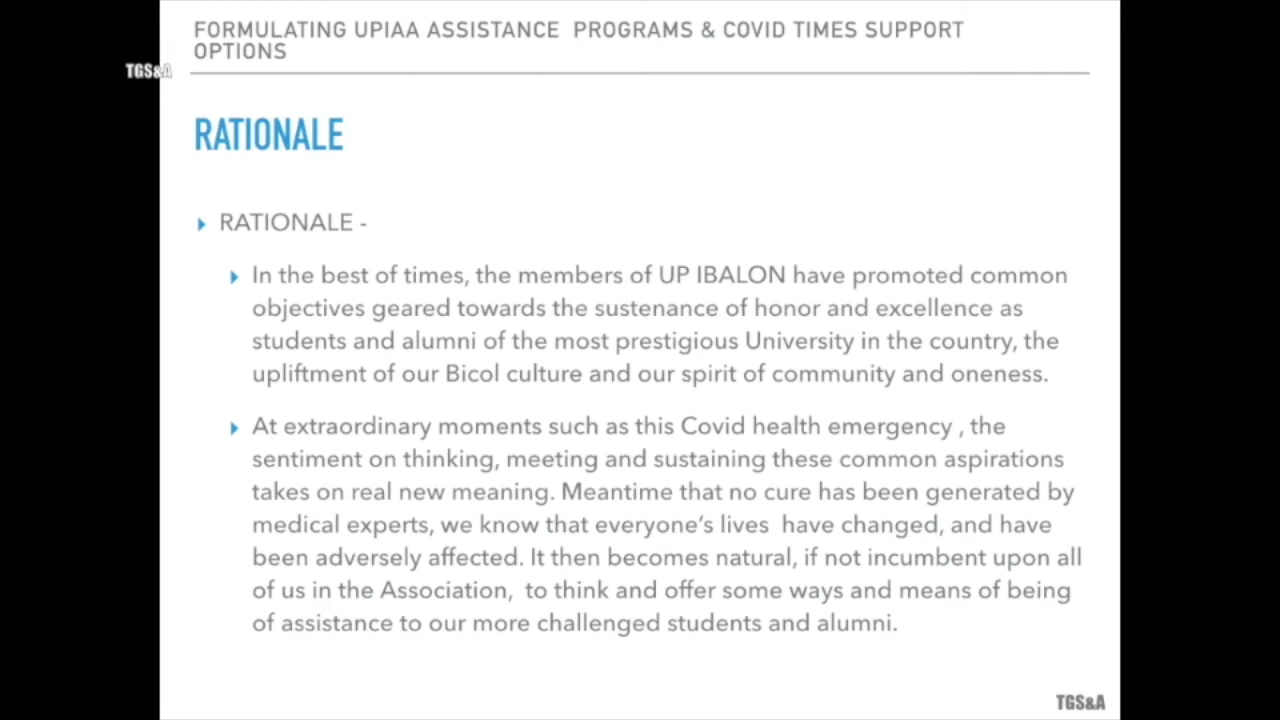 FORMULATING UPIAA ASSISTANCE PROGRAMS & COVID TIMES SUPPORT
OPTIONS
TGS&A
RATIONALE
RATIONALE -
In the best of times, the members of UP IBALON have promoted common
objectives geared towards the sustenance of honor and excellence as
students and alumni of the most prestigious University in the country, the
upliftment of our Bicol culture and our spirit of community and oneness.
At extraordinary moments such as this Covid health emergency , the
sentiment on thinking, meeting and sustaining these common aspirations
takes on real new meaning. Meantime that no cure has been generated by
medical experts, we know that everyone's lives have changed, and have
been adversely affected. It then becomes natural, if not incumbent upon all
of us in the Association, to think and offer some ways and means of being
of assistance to our more challenged students and alumni.
TGS&A